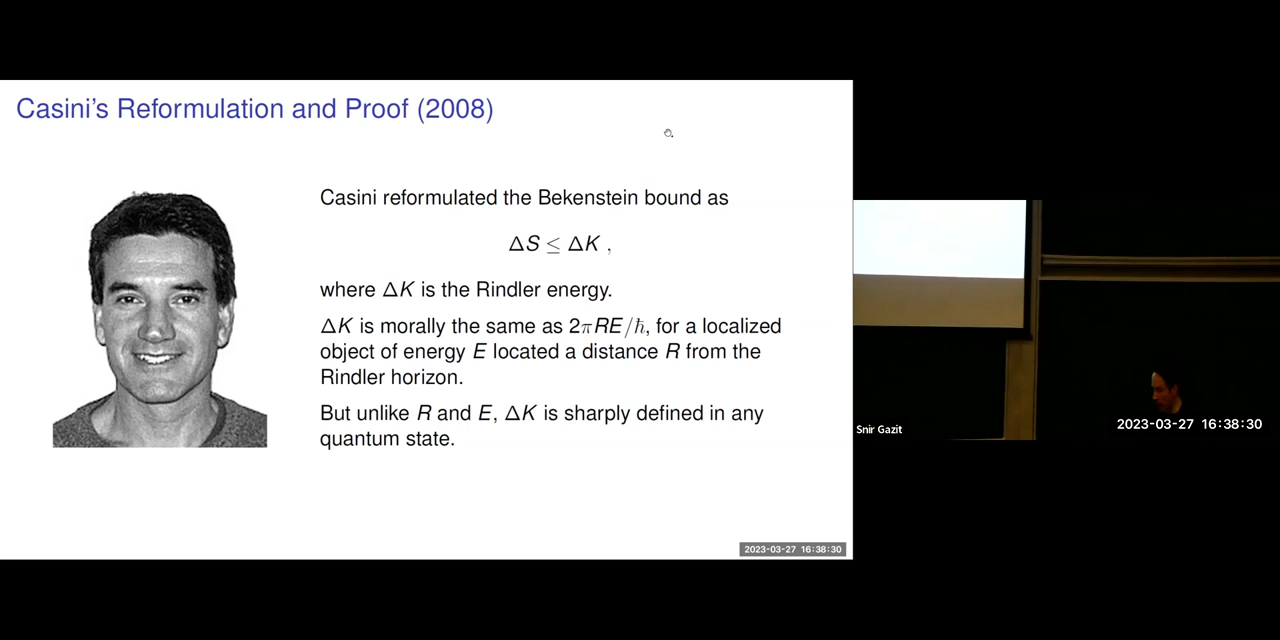 Casini's Reformulation and Proof (2008)
Casini reformulated the Bekenstein bound as
ΔS ≤ ΔK ,
where ΔK is the Rindler energy.
ΔK is morally the same as 2πRE/ℏ, for a localized
object of energy E located a distance R from the
Rindler horizon.
But unlike R and E, ΔK is sharply defined in any
quantum state.
2023-03-27 16:38:30
Snir Gazit
2023-03-27 16:38:30